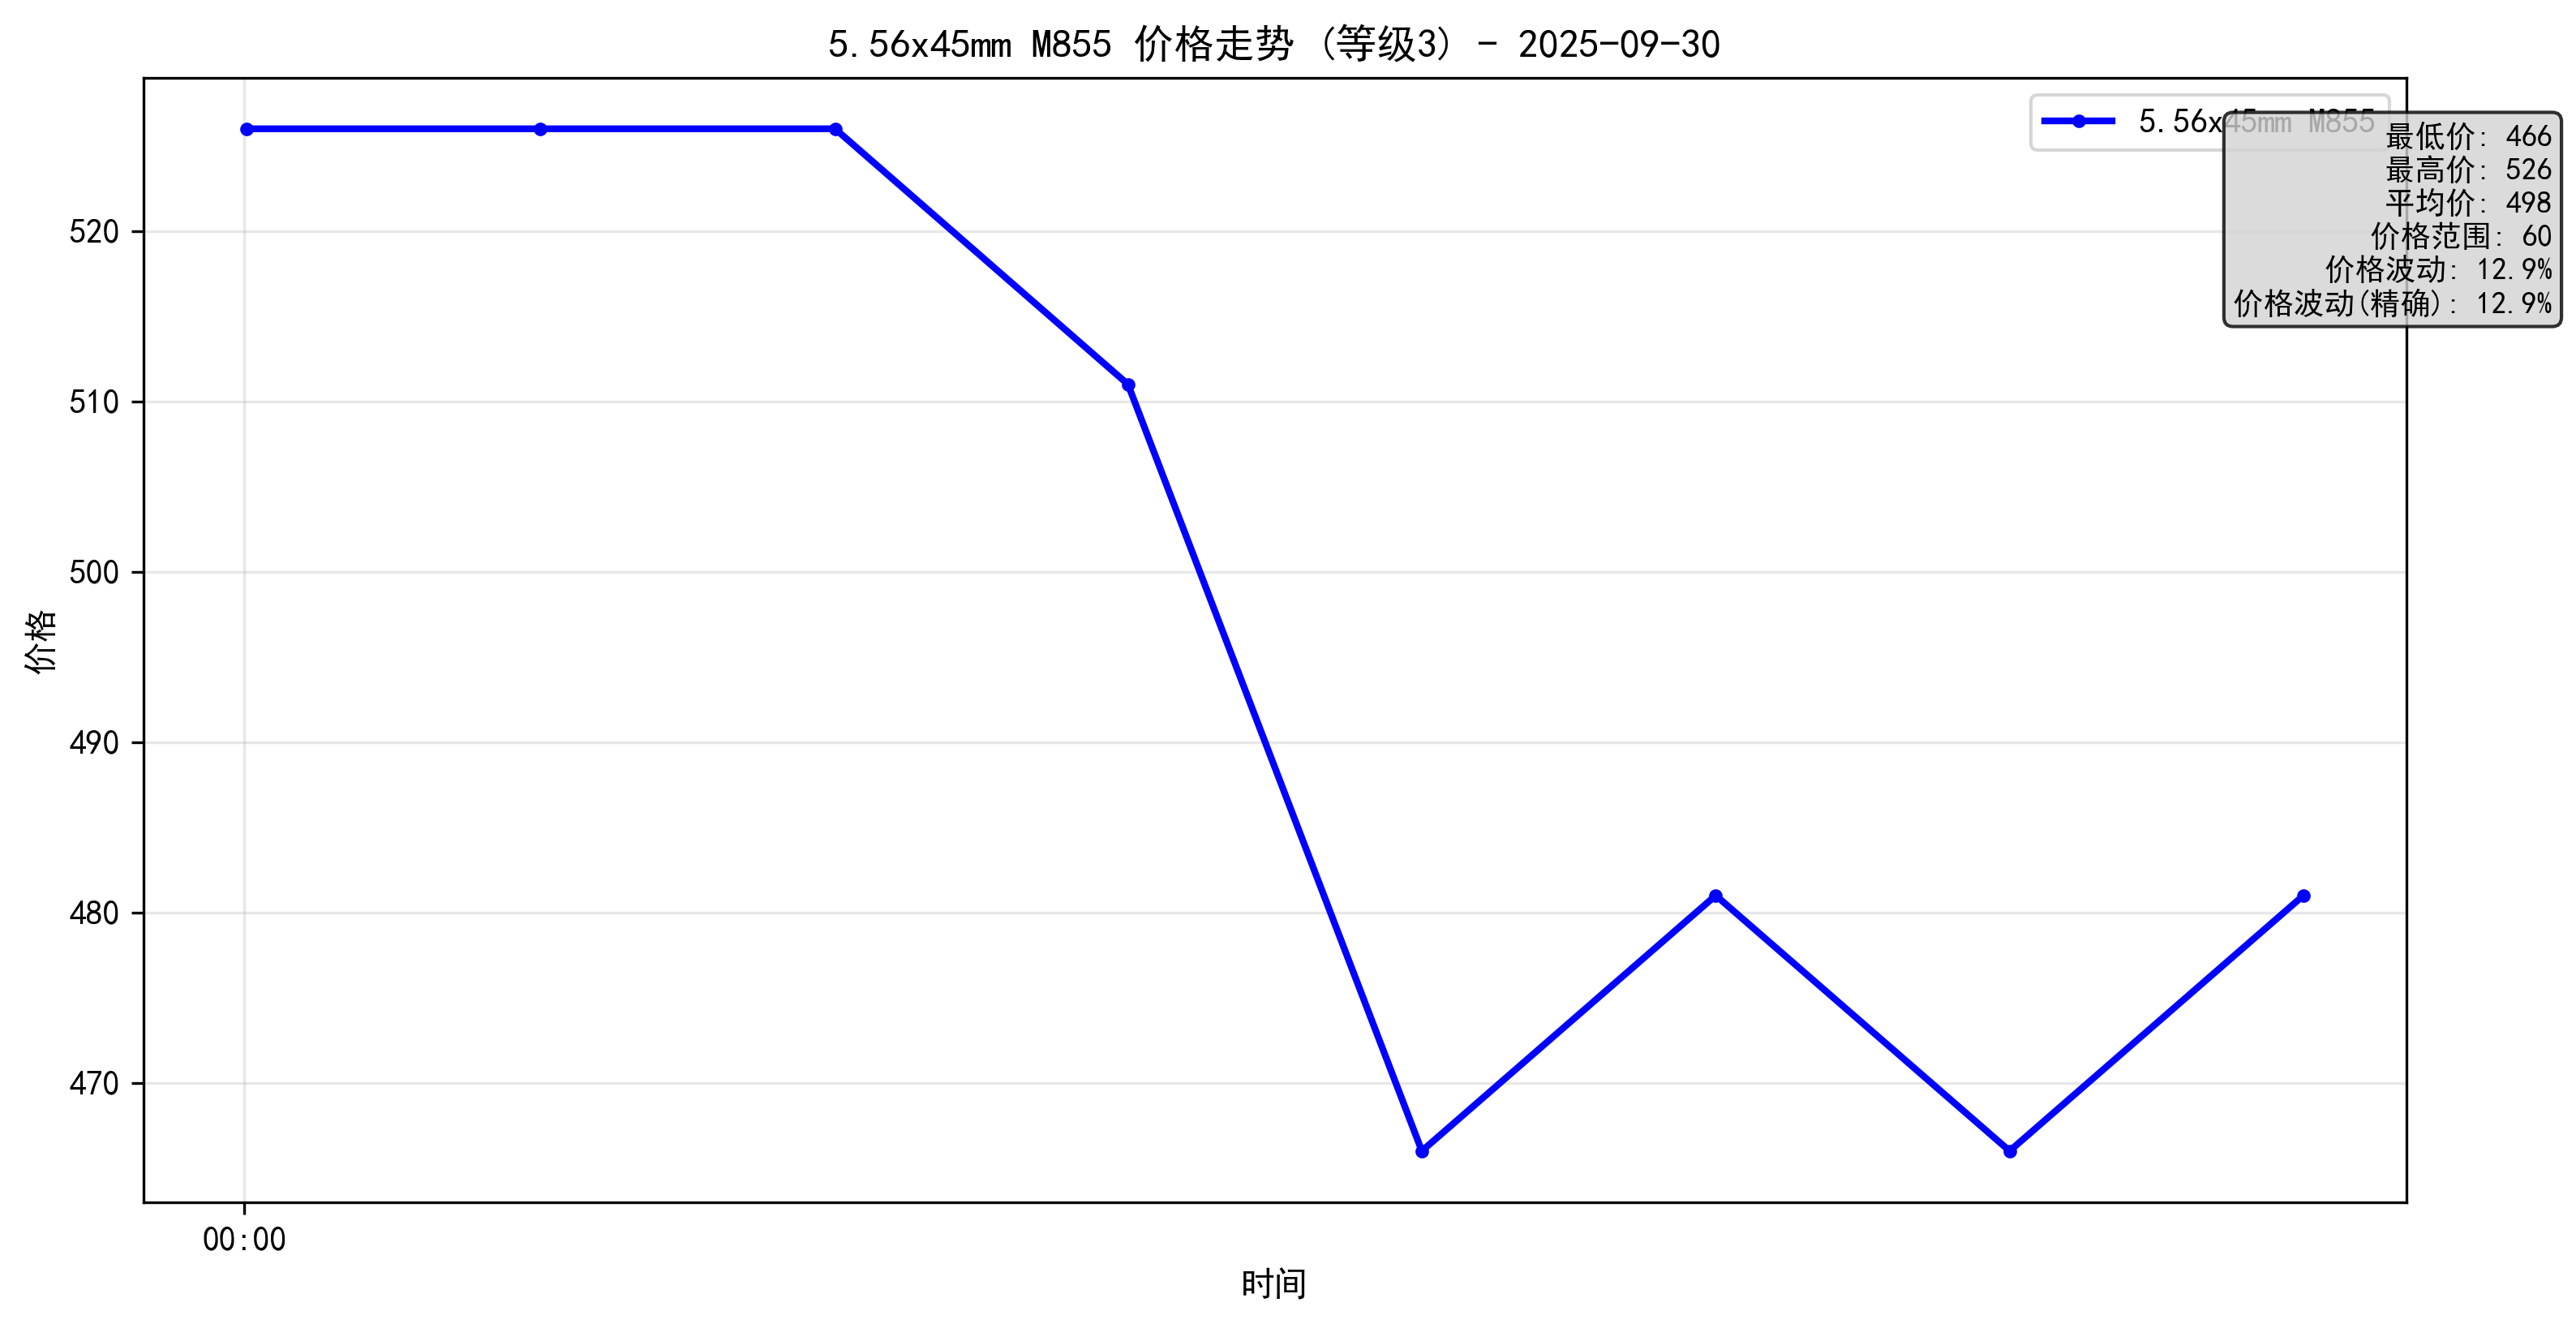 5.56x45mm M855 价格走势 (等级3) - 2025-09-30
5.56x45mm M855
最低价: 466
最高价: 526
平均价: 498
价格范围: 60
价格波动: 12.9%
价格波动(精确): 12.9%
520
510
500
490
480
470
价格
00:00
时间